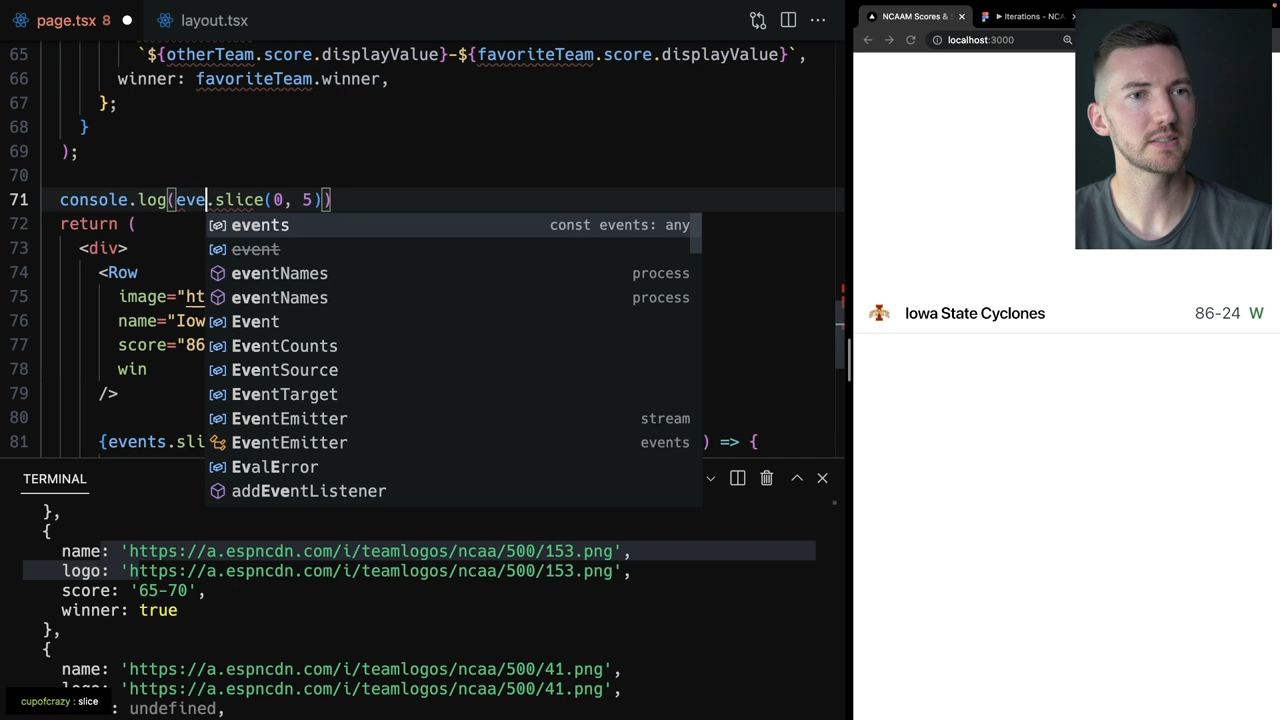 page.tsx 8
layout.tsx
65 `${otherTeam.score.displayValue}-${favoriteTeam.score.displayValue}`,
66 winner: favoriteTeam.winner,
67 };
68 }
69 );
70
71 console.log(eve.slice(0, 5))
72 return (
73 <div>
74 <Row
75 image="ht
76 name="Iow
77 score="86
78 win
79 />
80
81 {events.sli ) => {
events const events: any
event
eventNames process
eventNames process
Event
EventCounts
EventSource
EventTarget
EventEmitter stream
EventEmitter events
EvalError
addEventListener
TERMINAL
},
{
name: 'https://a.espncdn.com/i/teamlogos/ncaa/500/153.png',
logo: 'https://a.espncdn.com/i/teamlogos/ncaa/500/153.png',
score: '65-70',
winner: true
},
{
name: 'https://a.espncdn.com/i/teamlogos/ncaa/500/41.png',
'https://a.espncdn.com/i/teamlogos/ncaa/500/41.png',
: undefined,
cupofcrazy : slice
NCAAM Scores &
Iterations - NCA
localhost:3000
Iowa State Cyclones 86-24 W